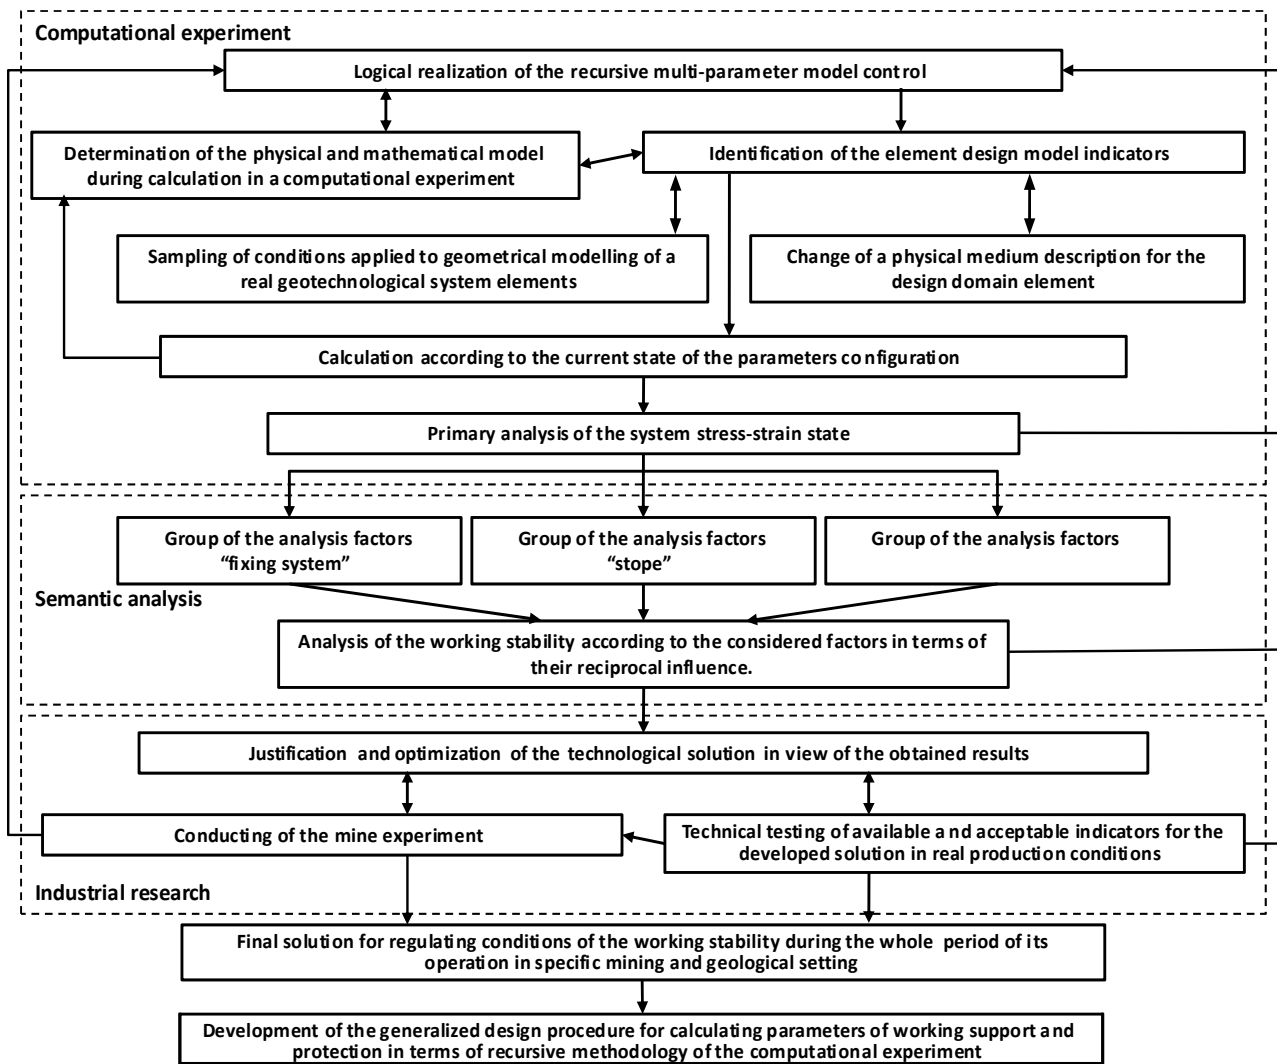 Computational experiment
Logical realization of the recursive multi-parameter model control
Determination of the physical and mathematical model
during calculation in a computational experiment
Identification of the element design model indicators
Sampling of conditions applied to geometrical modelling of a
real geotechnological system elements
Change of a physical medium description for the
design domain element
Calculation according to the current state of the parameters configuration
Primary analysis of the system stress-strain state
Group of the analysis factors
“fixing system”
Group of the analysis factors
“stope”
Group of the analysis factors
Semantic analysis
Analysis of the working stability according to the considered factors in terms of
their reciprocal influence.
Justification and optimization of the technological solution in view of the obtained results
Conducting of the mine experiment
Technical testing of available and acceptable indicators for the
developed solution in real production conditions
Industrial research
Final solution for regulating conditions of the working stability during the whole period of its
operation in specific mining and geological setting
Development of the generalized design procedure for calculating parameters of working support and
protection in terms of recursive methodology of the computational experiment